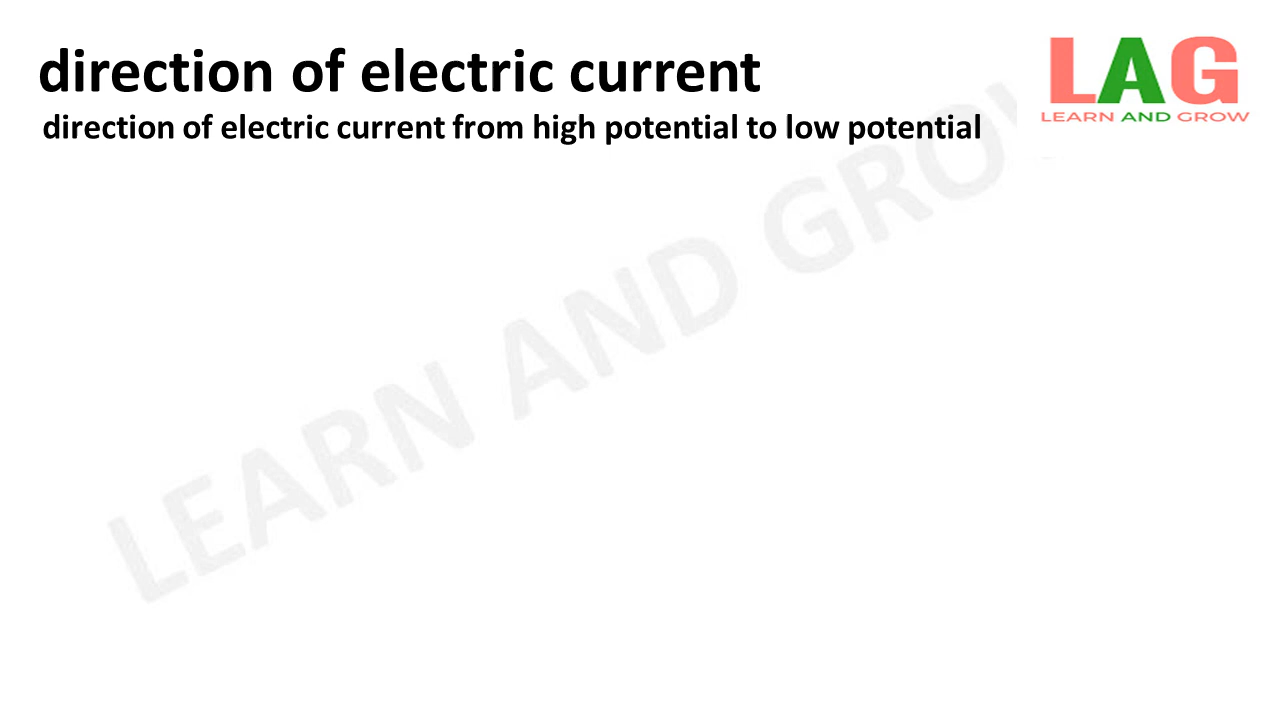 direction of electric current
direction of electric current from high potential to low potential
LAG
LEARN AND GROW
LEARN AND GROW